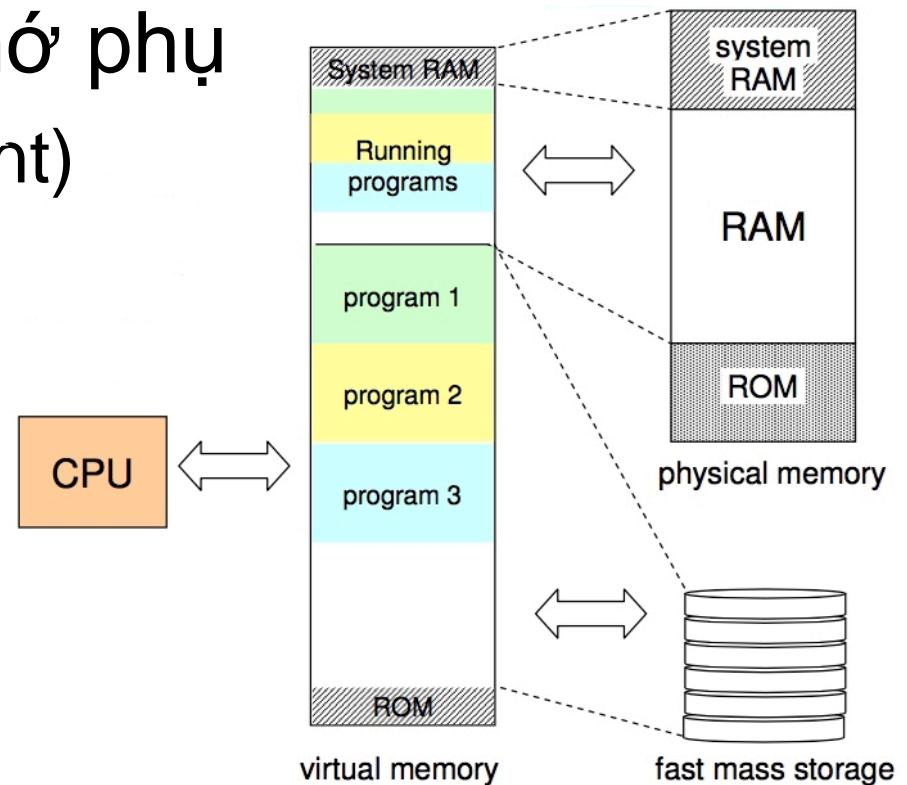 phụ
System RAM
Running
programs
program 1
program 2
program 3
ROM
virtual memory
CPU
system
RAM
RAM
ROM
physical memory
fast mass storage